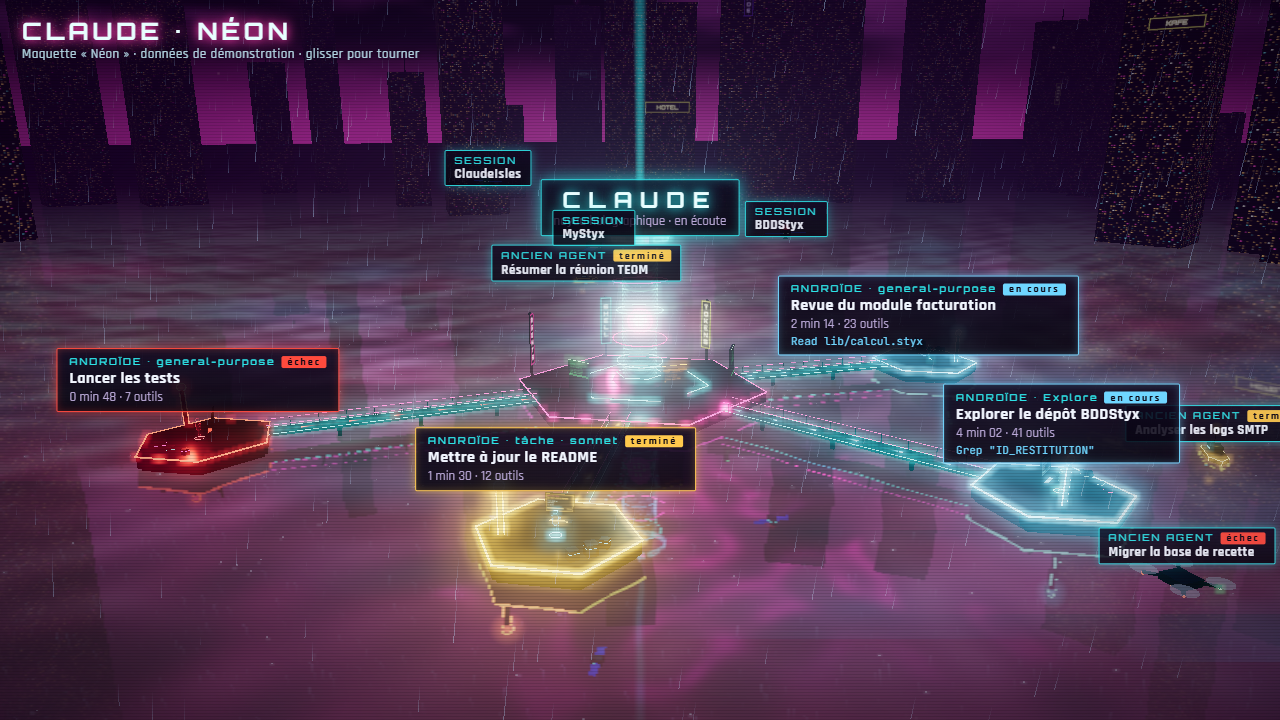 CLAUDE · NÉON
Maquette « Néon » · données de démonstration · glisser pour tourner
KAFE
HOTEL
SESSION
ClaudeIsles
CLAUDE
hique · en écoute
SESSION
MyStyx
SESSION
BDDStyx
ANCIEN AGENT terminé
Résumer la réunion TEOM
ANDROÏDE · general-purpose en cours
Revue du module facturation
2 min 14 · 23 outils
Read lib/calcul.styx
ANDROÏDE · general-purpose échec
Lancer les tests
0 min 48 · 7 outils
ANDROÏDE · Explore en cours
Explorer le dépôt BDDStyx
4 min 02 · 41 outils
Grep "ID_RESTITUTION"
AGENT term
les logs SMTP
ANDROÏDE · tâche · sonnet terminé
Mettre à jour le README
1 min 30 · 12 outils
ANCIEN AGENT échec
Migrer la base de recette